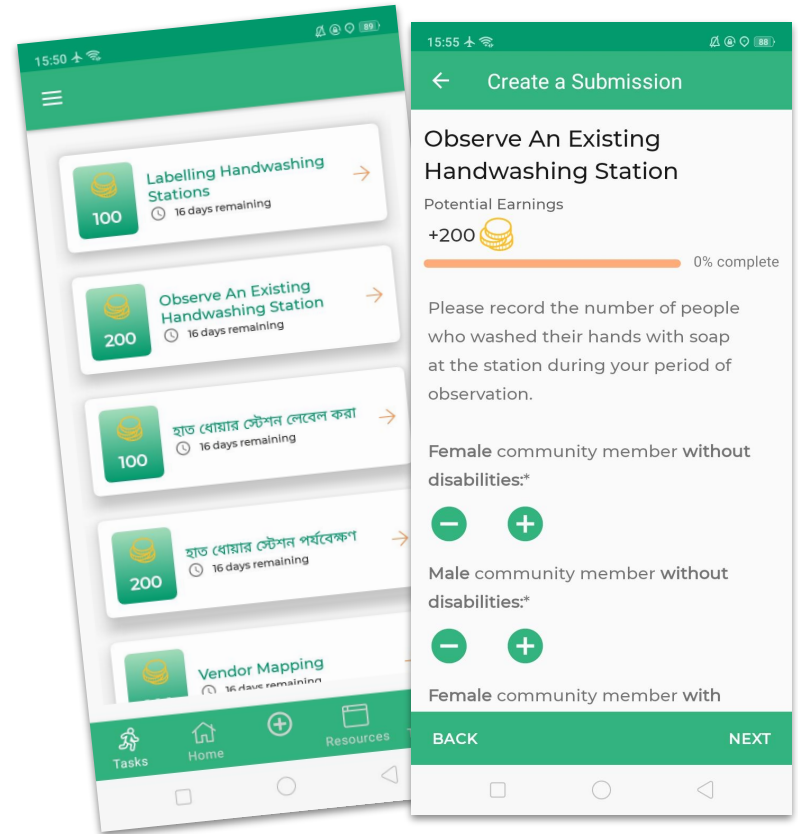 15:50
89
Labelling Handwashing
Stations
16 days remaining
100
Observe An Existing
Handwashing Station
16 days remaining
200
হাত ধোয়ার স্টেশন লেবেল করা
16 days remaining
100
হাত ধোয়ার স্টেশন পর্যবেক্ষণ
16 days remaining
200
Vendor Mapping
16 days remaining
Tasks
Home
Resources
15:55
88
Create a Submission
Observe An Existing
Handwashing Station
Potential Earnings
+200
0% complete
Please record the number of people
who washed their hands with soap
at the station during your period of
observation.
Female community member without
disabilities:*
Male community member without
disabilities:*
Female community member with
BACK
NEXT